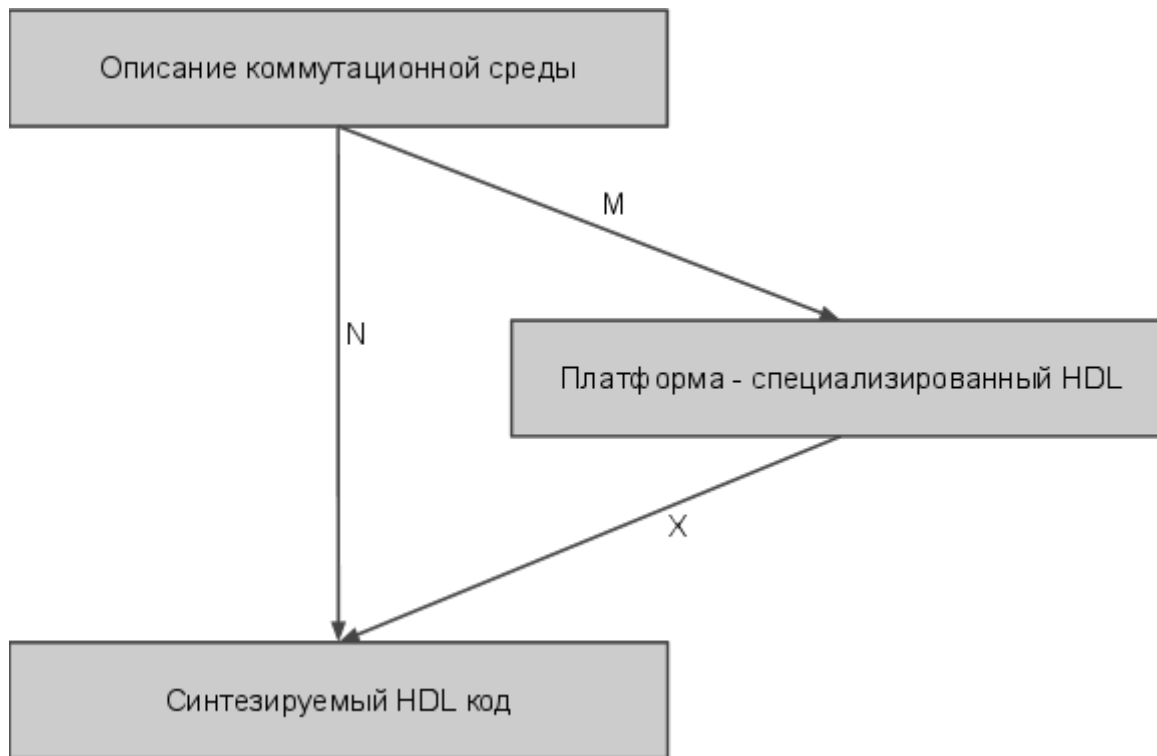 Описание коммутационной среды
M
N
Платформа - специализированный HDL
X
Синтезируемый HDL код